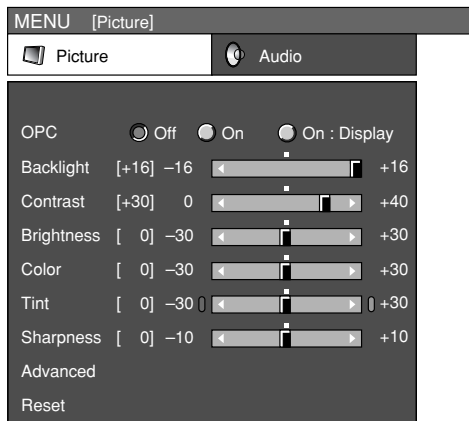 MENU [Picture]
Picture Audio
OPC Off On On : Display
Backlight [+16] –16 +16
Contrast [+30] 0 +40
Brightness [ 0] –30 +30
Color [ 0] –30 +30
Tint [ 0] –30 +30
Sharpness [ 0] –10 +10
Advanced
Reset